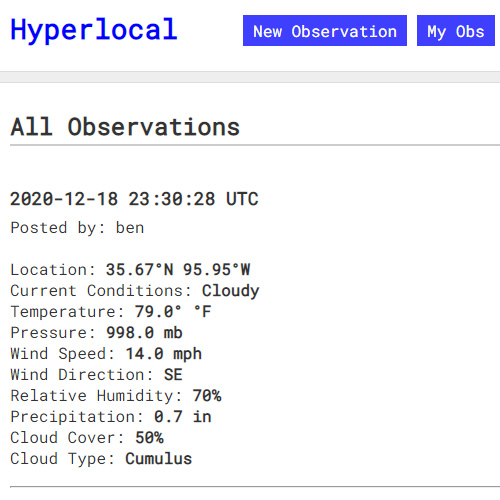 Hyperlocal
New Observation
My Obs
All Observations
2020-12-18 23:30:28 UTC
Posted by: ben
Location: 35.67°N 95.95°W
Current Conditions: Cloudy
Temperature: 79.0° °F
Pressure: 998.0 mb
Wind Speed: 14.0 mph
Wind Direction: SE
Relative Humidity: 70%
Precipitation: 0.7 in
Cloud Cover: 50%
Cloud Type: Cumulus